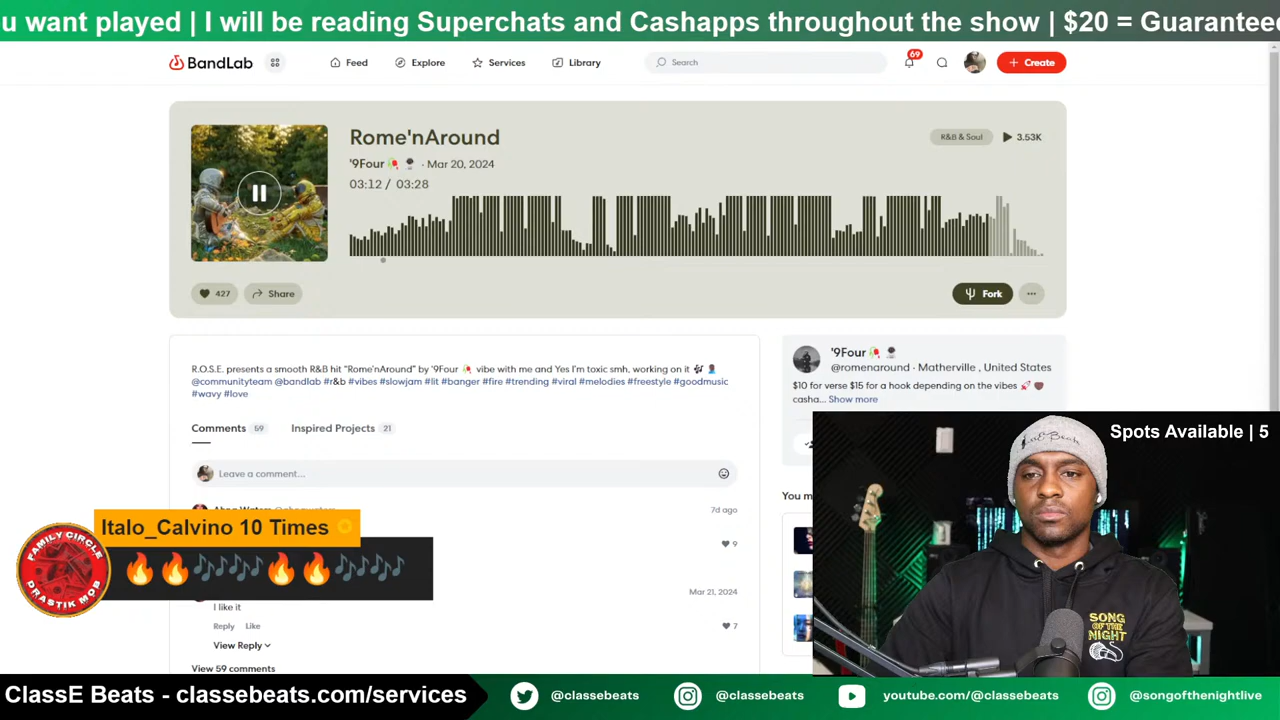 u want played | I will be reading Superchats and Cashapps throughout the show | $20 = Guarantee
BandLab
Feed
Explore
Services
Library
Search
69
+ Create
Rome'nAround
'9Four · Mar 20, 2024
03:12 / 03:28
R&B & Soul
3.53K
427
Share
Fork
R.O.S.E. presents a smooth R&B hit “Rome'nAround” by '9Four vibe with me and Yes I'm toxic smh, working on it
@communityteam @bandlab #r&b #vibes #slowjam #lit #banger #fire #trending #viral #melodies #freestyle #goodmusic
#wavy #love
'9Four
@romenaround · Matherville , United States
$10 for verse $15 for a hook depending on the vibes
casha... Show more
Comments 59
Inspired Projects 21
Leave a comment...
7d ago
9
You m
Mar 21, 2024
I like it
Reply Like
7
View Reply
View 59 comments
Italo_Calvino 10 Times
FAMILY CIRCLE
DRASTIK MOB
Spots Available | 5
SONG
OF THE
NIGHT
ClassE Beats - classebeats.com/services
@classebeats
@classebeats
youtube.com/@classebeats
@songofthenightlive